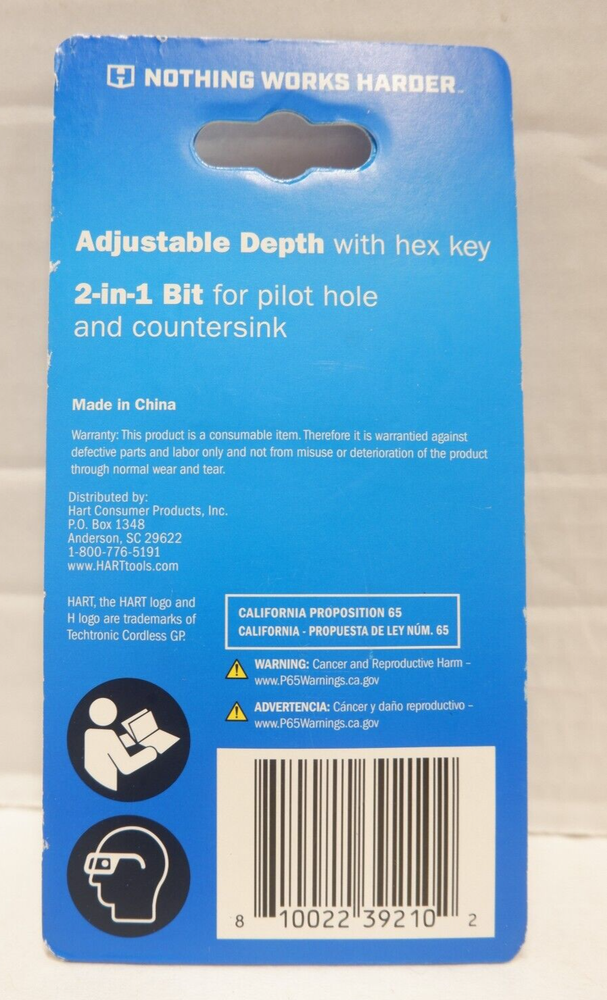 NOTHING WORKS HARDER™
Adjustable Depth with hex key
2-in-1 Bit for pilot hole
and countersink
Made in China
Warranty: This product is a consumable item. Therefore it is warrantied against
defective parts and labor only and not from misuse or deterioration of the product
through normal wear and tear.
Distributed by:
Hart Consumer Products, Inc.
P.O. Box 1348
Anderson, SC 29622
1-800-776-5191
www.HARTtools.com
HART, the HART logo and
H logo are trademarks of
Techtronic Cordless GP.
CALIFORNIA PROPOSITION 65
CALIFORNIA - PROPUESTA DE LEY NÚM. 65
WARNING: Cancer and Reproductive Harm –
www.P65Warnings.ca.gov
ADVERTENCIA: Cáncer y daño reproductivo –
www.P65Warnings.ca.gov
8 10022 39210 2